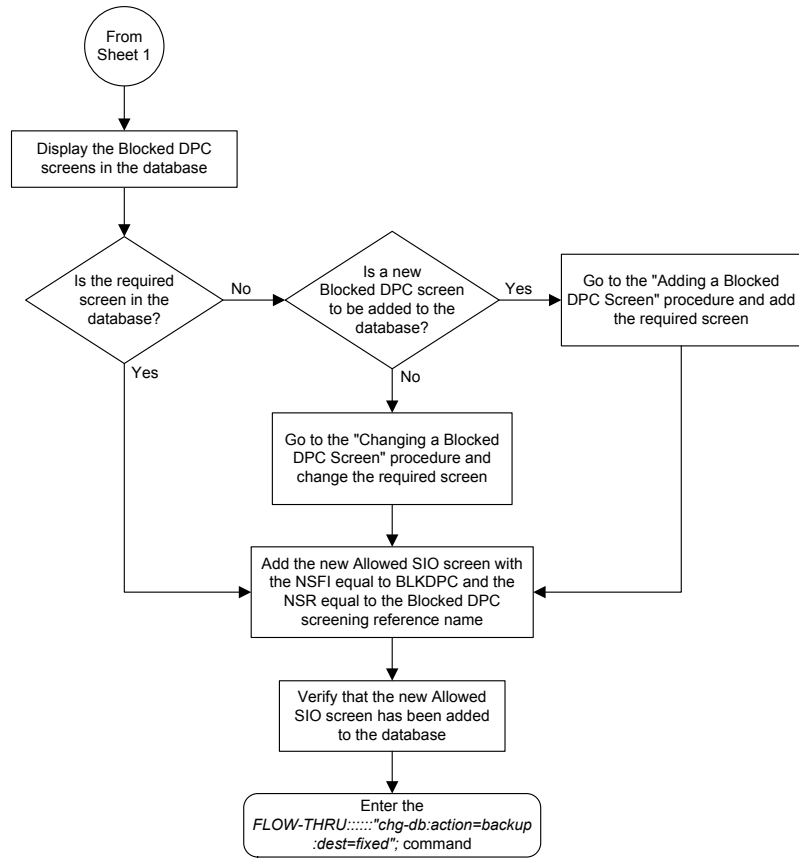 From
Sheet 1
Display the Blocked DPC
screens in the database
Is the required
screen in the
database?
No
Yes
Is a new
Blocked DPC screen
to be added to the
database?
Yes
No
Go to the "Adding a Blocked
DPC Screen" procedure and add
the required screen
Go to the "Changing a Blocked
DPC Screen" procedure and
change the required screen
Add the new Allowed SIO screen with
the NSFI equal to BLKDPC and the
NSR equal to the Blocked DPC
screening reference name
Verify that the new Allowed
SIO screen has been added
to the database
Enter the
FLOW-THRU::::::"chg-db:action=backup
:dest=fixed"; command